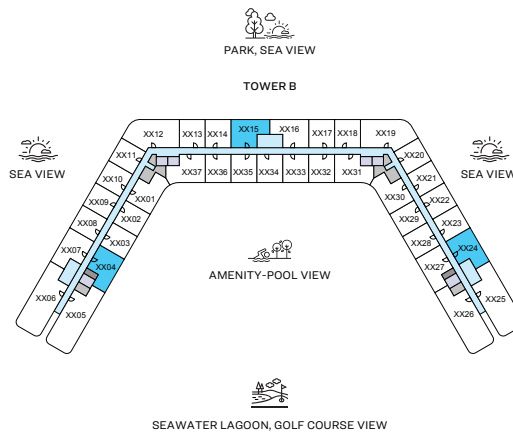 PARK, SEA VIEW
TOWER B
SEA VIEW
SEA VIEW
XX12
XX13
XX14
XX15
XX16
XX17
XX18
XX19
XX11
XX37
XX36
XX35
XX34
XX33
XX32
XX31
XX20
XX10
XX01
XX30
XX21
XX09
XX02
XX29
XX22
XX08
XX03
XX28
XX23
XX07
XX04
XX27
XX24
XX06
XX05
XX26
XX25
AMENITY-POOL VIEW
SEAWATER LAGOON, GOLF COURSE VIEW